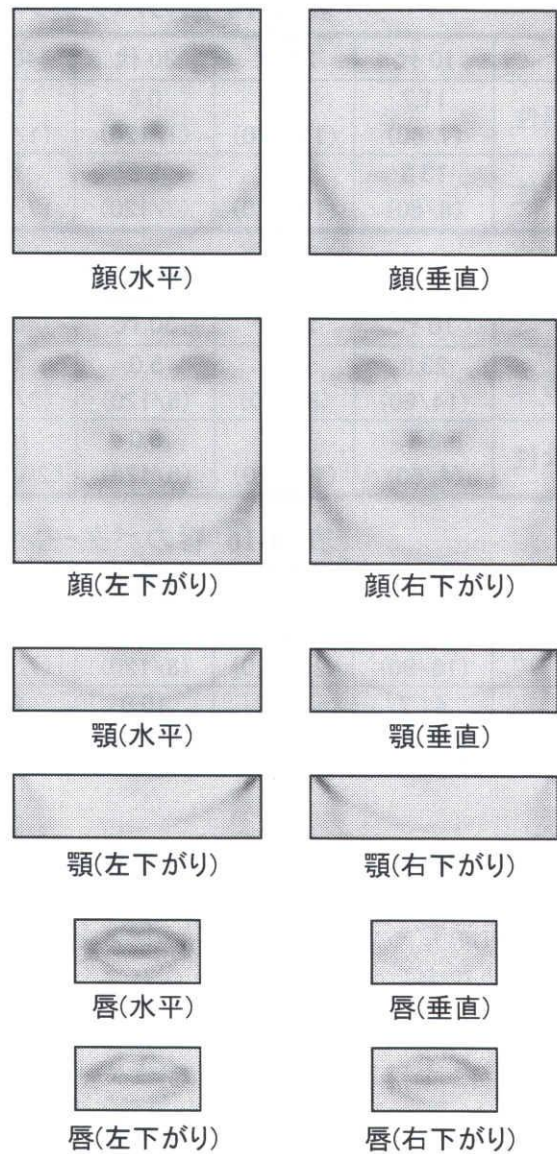 顔(水平) 顔(垂直)
顔(左下がり) 顔(右下がり)
顎(水平) 顎(垂直)
顎(左下がり) 顎(右下がり)
唇(水平) 唇(垂直)
唇(左下がり) 唇(右下がり)